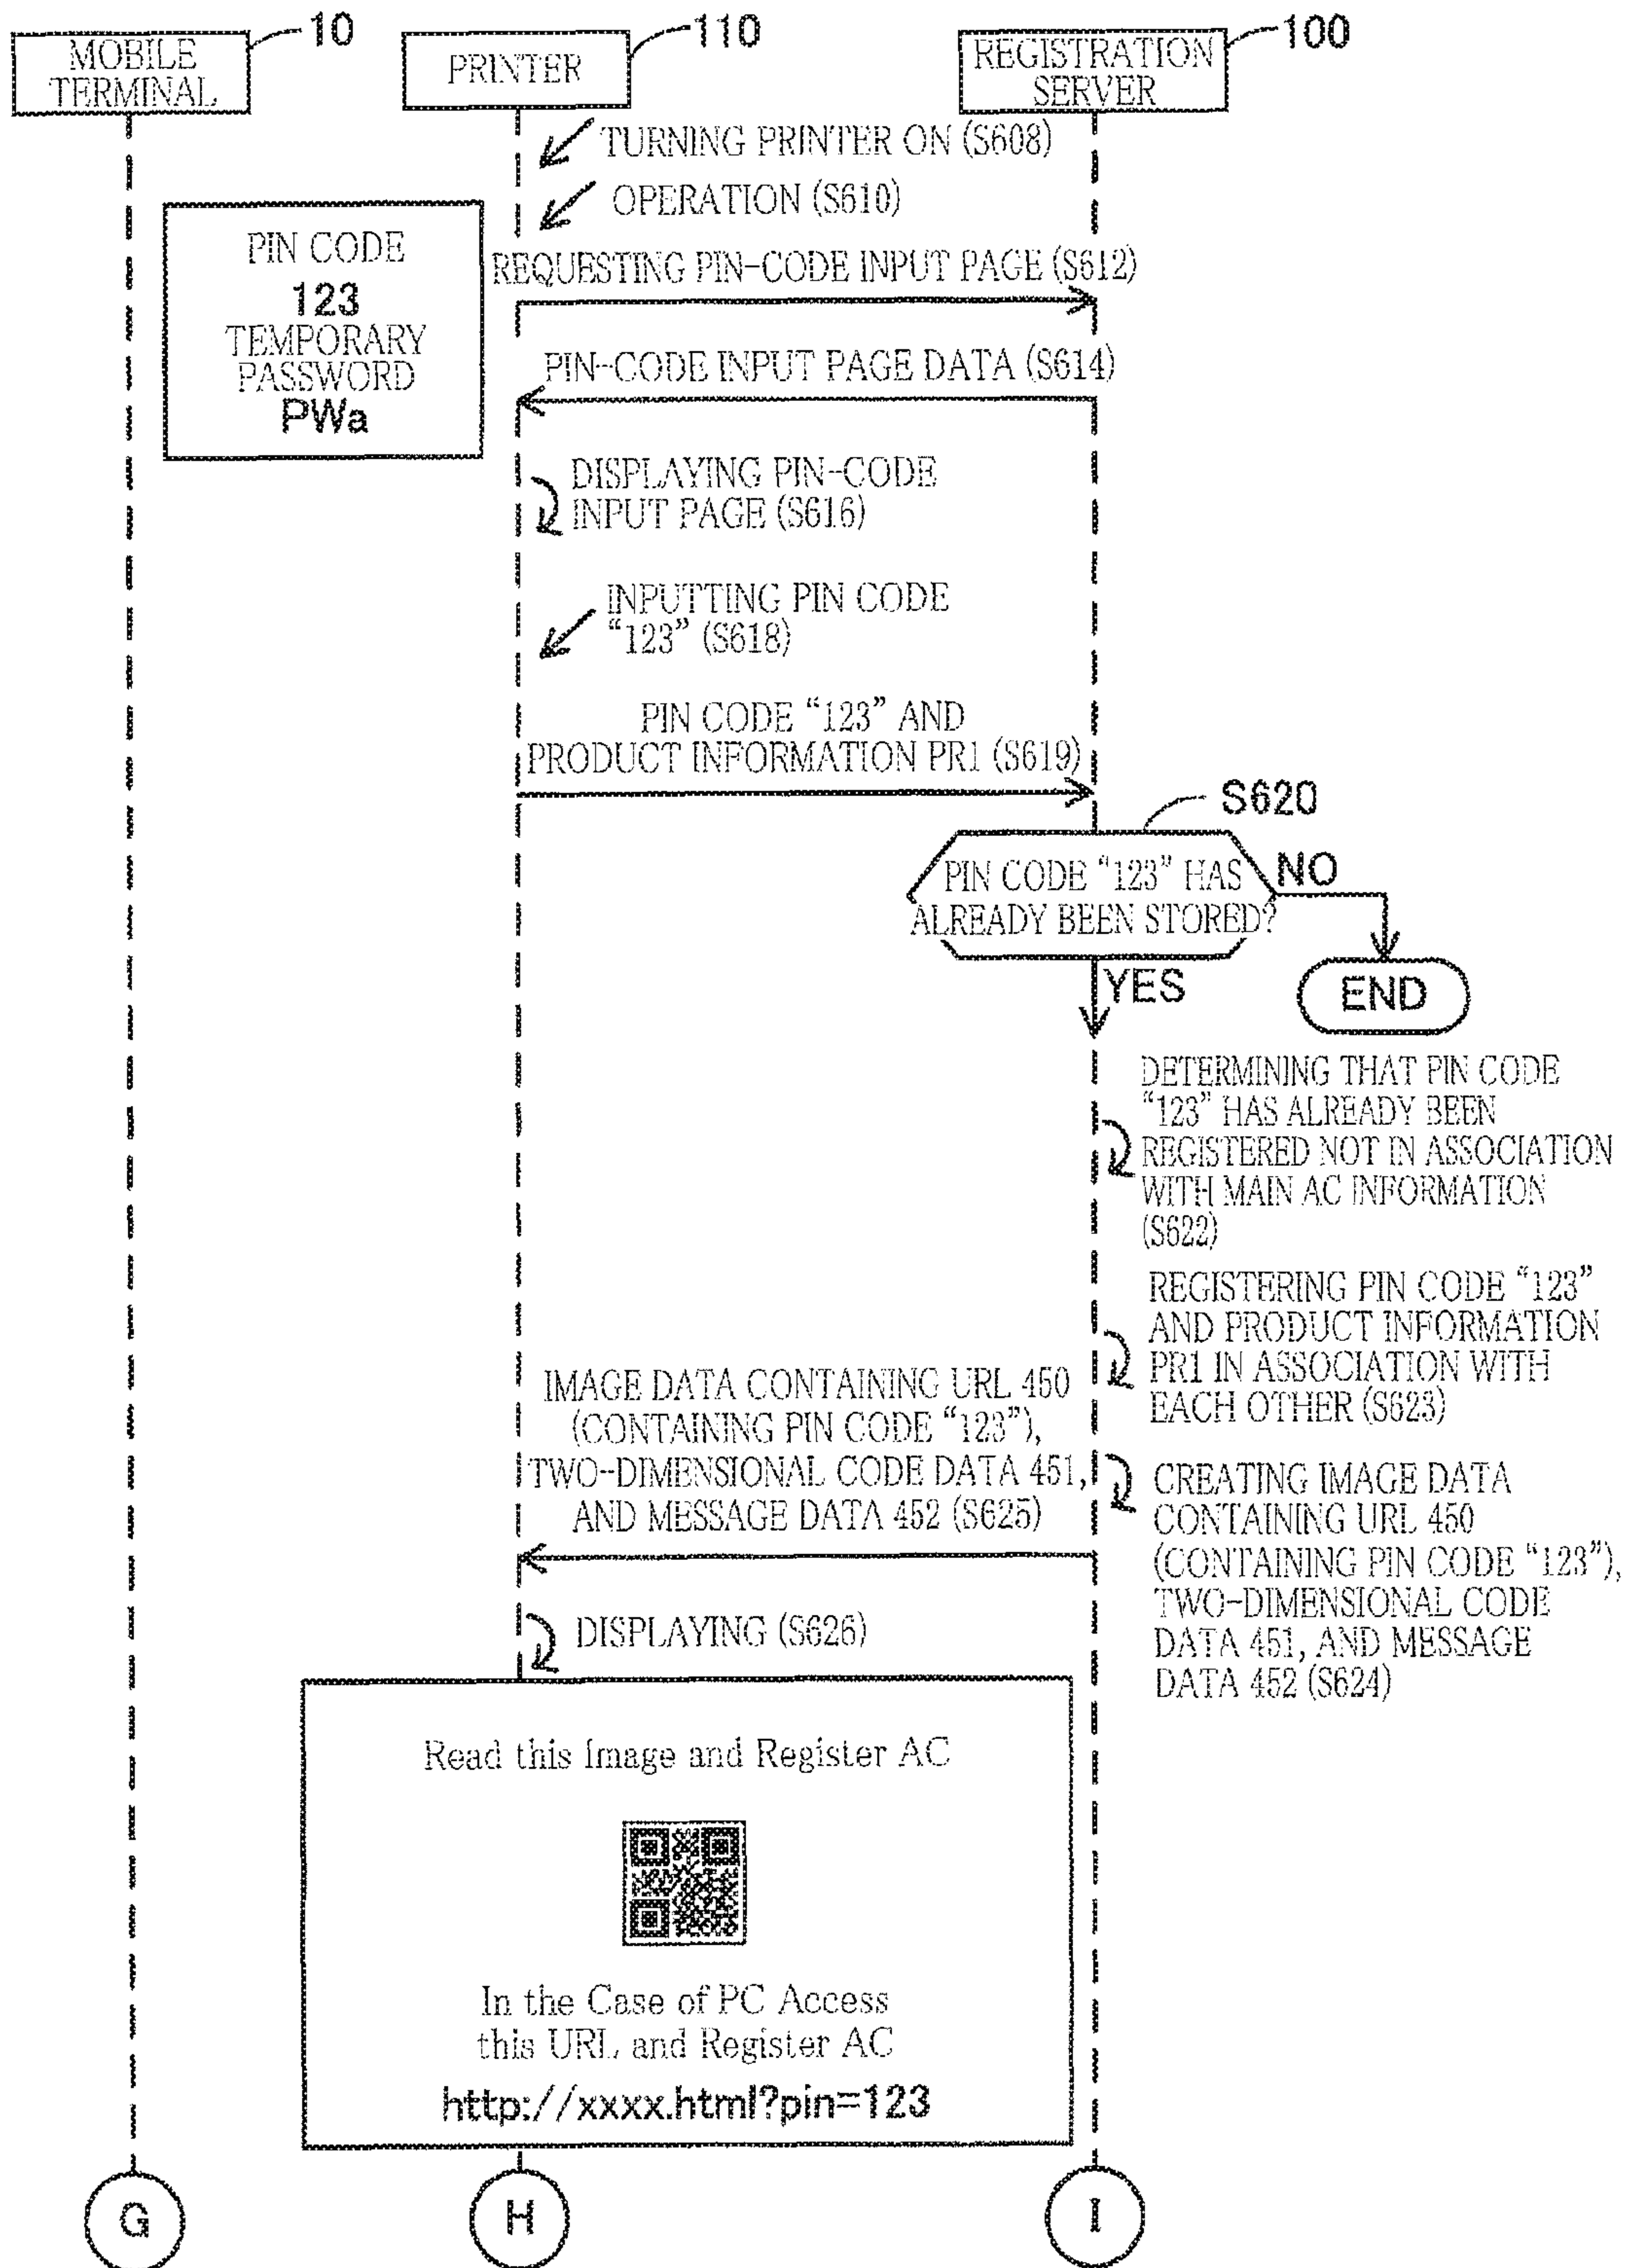 MOBILE
TERMINAL
10
PRINTER
110
REGISTRATION
SERVER
100
TURNING PRINTER ON (S608)
OPERATION (S610)
PIN CODE
123
TEMPORARY
PASSWORD
PWa
REQUESTING PIN-CODE INPUT PAGE (S612)
PIN-CODE INPUT PAGE DATA (S614)
DISPLAYING PIN-CODE
INPUT PAGE (S616)
INPUTTING PIN CODE
“123” (S618)
PIN CODE “123” AND
PRODUCT INFORMATION PR1 (S619)
S620
PIN CODE “123” HAS
ALREADY BEEN STORED?
NO
YES
END
DETERMINING THAT PIN CODE
“123” HAS ALREADY BEEN
REGISTERED NOT IN ASSOCIATION
WITH MAIN AC INFORMATION
(S622)
REGISTERING PIN CODE “123”
AND PRODUCT INFORMATION
PR1 IN ASSOCIATION WITH
EACH OTHER (S623)
IMAGE DATA CONTAINING URL 450
(CONTAINING PIN CODE “123”),
TWO-DIMENSIONAL CODE DATA 451,
AND MESSAGE DATA 452 (S625)
CREATING IMAGE DATA
CONTAINING URL 450
(CONTAINING PIN CODE “123”),
TWO-DIMENSIONAL CODE
DATA 451, AND MESSAGE
DATA 452 (S624)
DISPLAYING (S626)
Read this Image and Register AC
In the Case of PC Access
this URL and Register AC
http://xxxx.html?pin=123
G
H
I